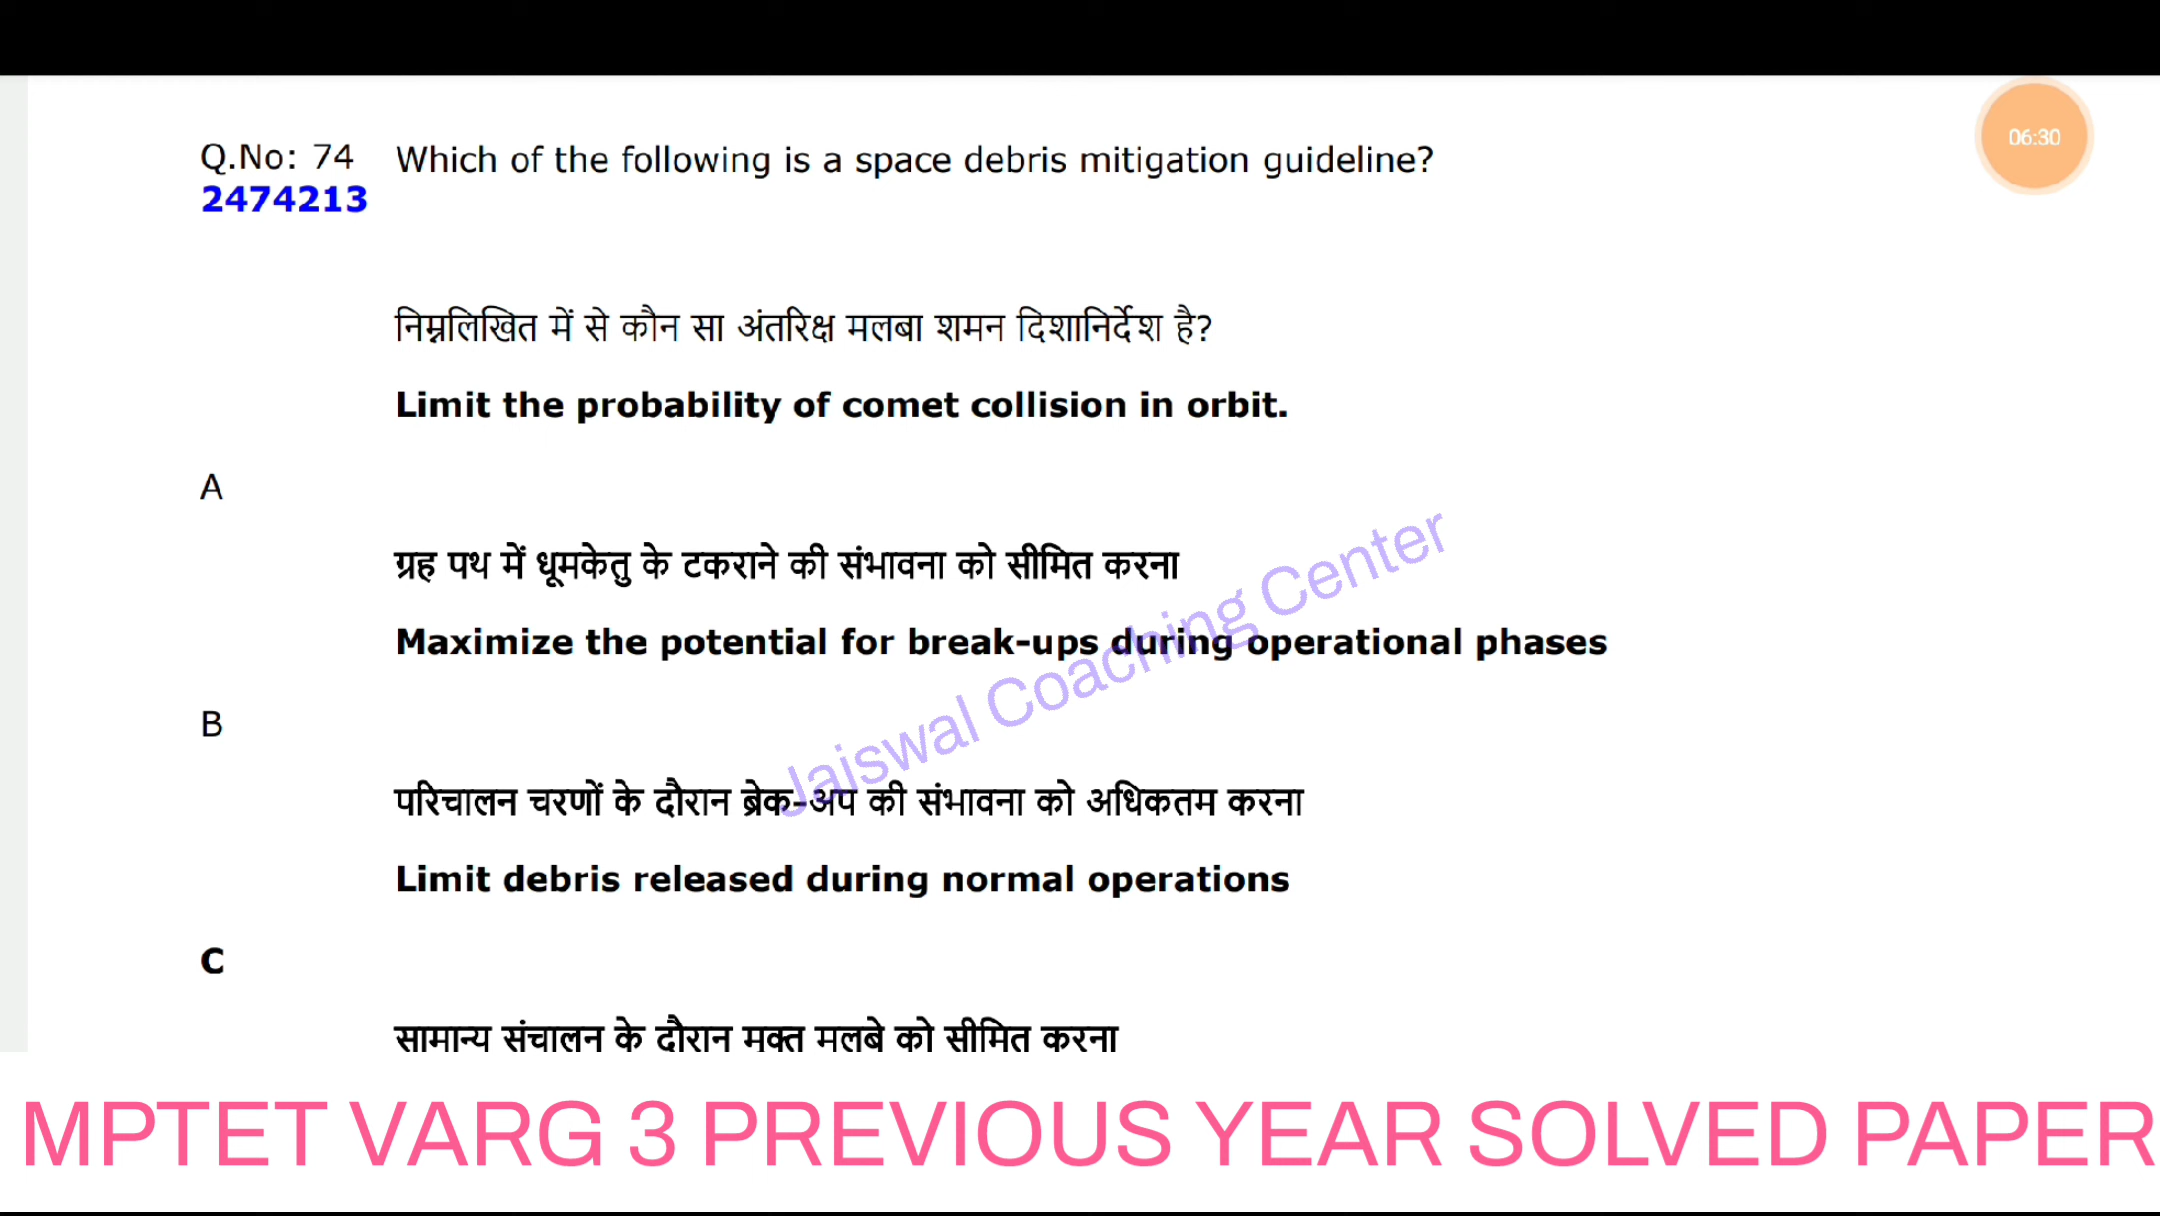 06:30
Q.No: 74 Which of the following is a space debris mitigation guideline?
2474213
निम्नलिखित में से कौन सा अंतरिक्ष मलबा शमन दिशानिर्देश है?
Limit the probability of comet collision in orbit.
A
ग्रह पथ में धूमकेतु के टकराने की संभावना को सीमित करना
Maximize the potential for break-ups during operational phases
B
परिचालन चरणों के दौरान ब्रेक-अप की संभावना को अधिकतम करना
Limit debris released during normal operations
C
सामान्य संचालन के दौरान मुक्त मलबे को सीमित करना
Jaiswal Coaching Center
MPTET VARG 3 PREVIOUS YEAR SOLVED PAPER